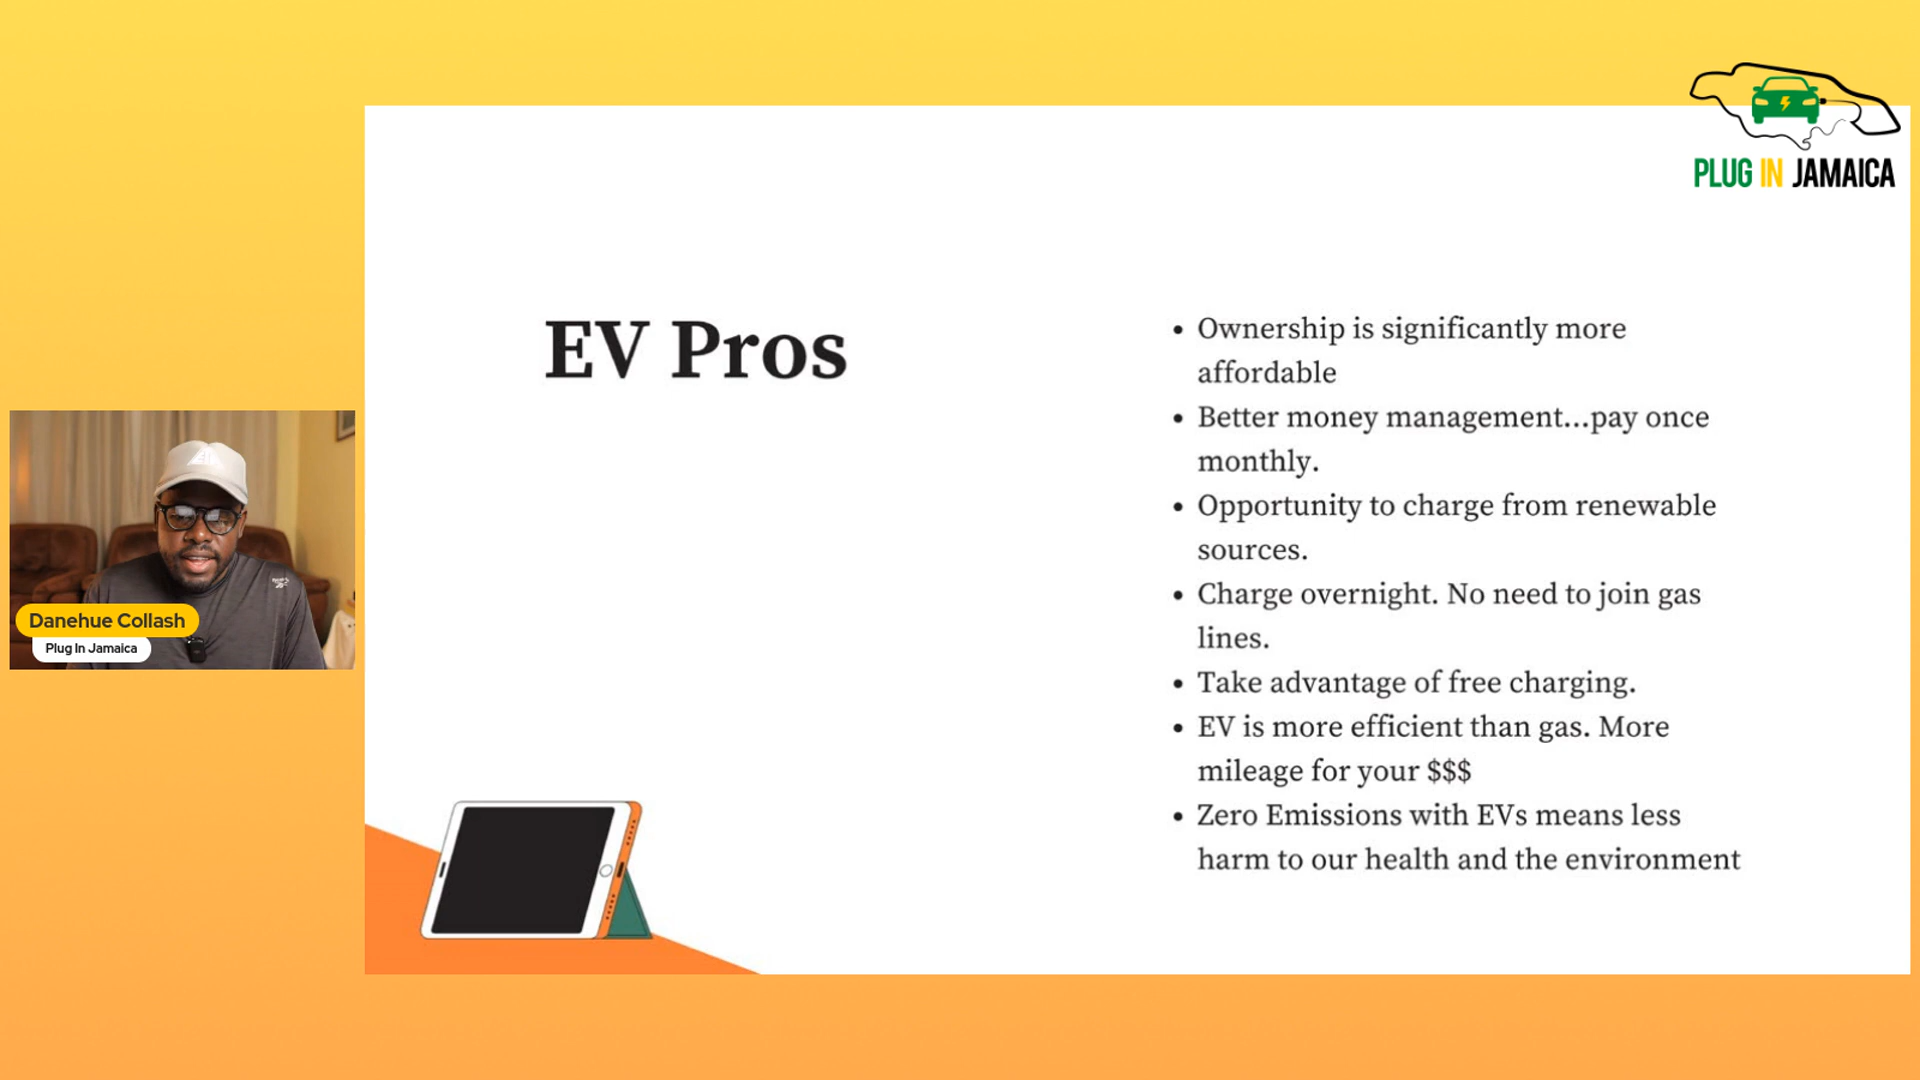 PLUG IN JAMAICA
EV Pros
• Ownership is significantly more
affordable
• Better money management...pay once
monthly.
• Opportunity to charge from renewable
sources.
• Charge overnight. No need to join gas
lines.
• Take advantage of free charging.
• EV is more efficient than gas. More
mileage for your $$$
• Zero Emissions with EVs means less
harm to our health and the environment
Danehue Collash
Plug In Jamaica